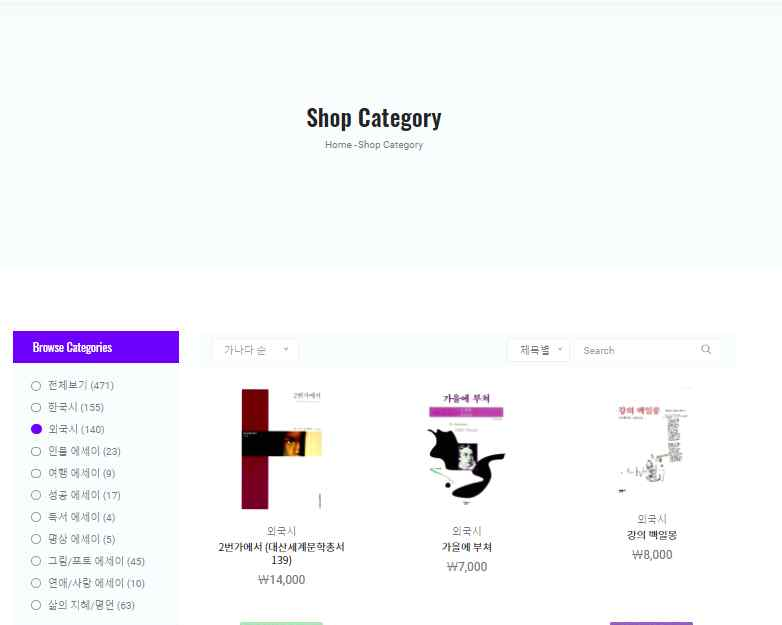 Shop Category
Home -Shop Category
Browse Categories
전체보기 (471)
한국시 (155)
외국시 (140)
인물 에세이 (23)
여행 에세이 (9)
성공 에세이 (17)
독서 에세이 (4)
명상 에세이 (5)
그림/포토 에세이 (45)
연애/사랑 에세이 (10)
삶의 지혜/명언 (63)
가나다 순
제목별
Search
2번가에서
외국시
2번가에서 (대산세계문학총서
139)
₩14,000
가을에 부쳐
외국시
가을에 부쳐
₩7,000
강의 백일몽
외국시
강의 백일몽
₩8,000